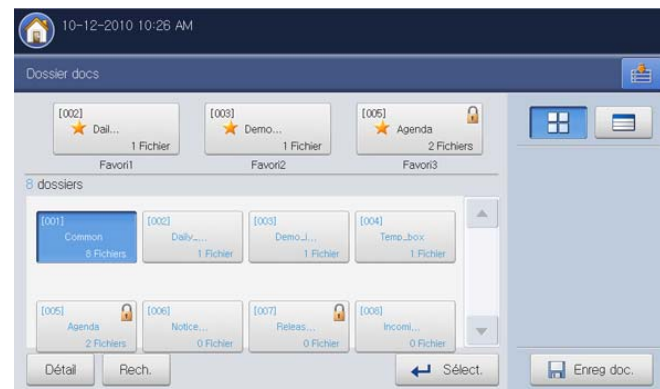 10-12-2010 10:26 AM
Dossier docs
[002] [003] [005]
Dail... Demo... Agenda
1 Fichier 1 Fichier 2 Fichiers
Favori1 Favori2 Favori3
8 dossiers
[001] [002] [003] [004]
Common Daily_... Demo_i... Temp_box
8 Fichiers 1 Fichier 1 Fichier 1 Fichier
[005] [006] [007] [008]
Agenda Notice... Releas... Incomi...
2 Fichiers 0 Fichier 0 Fichier 0 Fichier
Détail Rech. Sélect. Enreg doc.